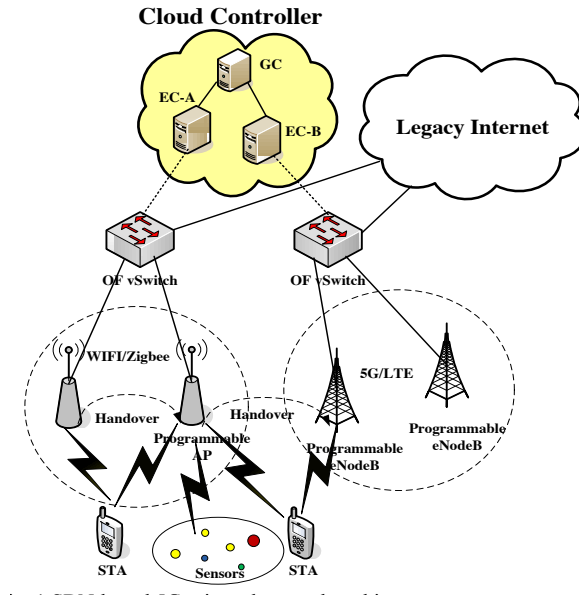 Cloud Controller
GC
EC-A
EC-B
Legacy Internet
OF vSwitch
OF vSwitch
WIFI/Zigbee
5G/LTE
Handover
Handover
Programmable
AP
Programmable
eNodeB
Programmable
eNodeB
STA
Sensors
STA